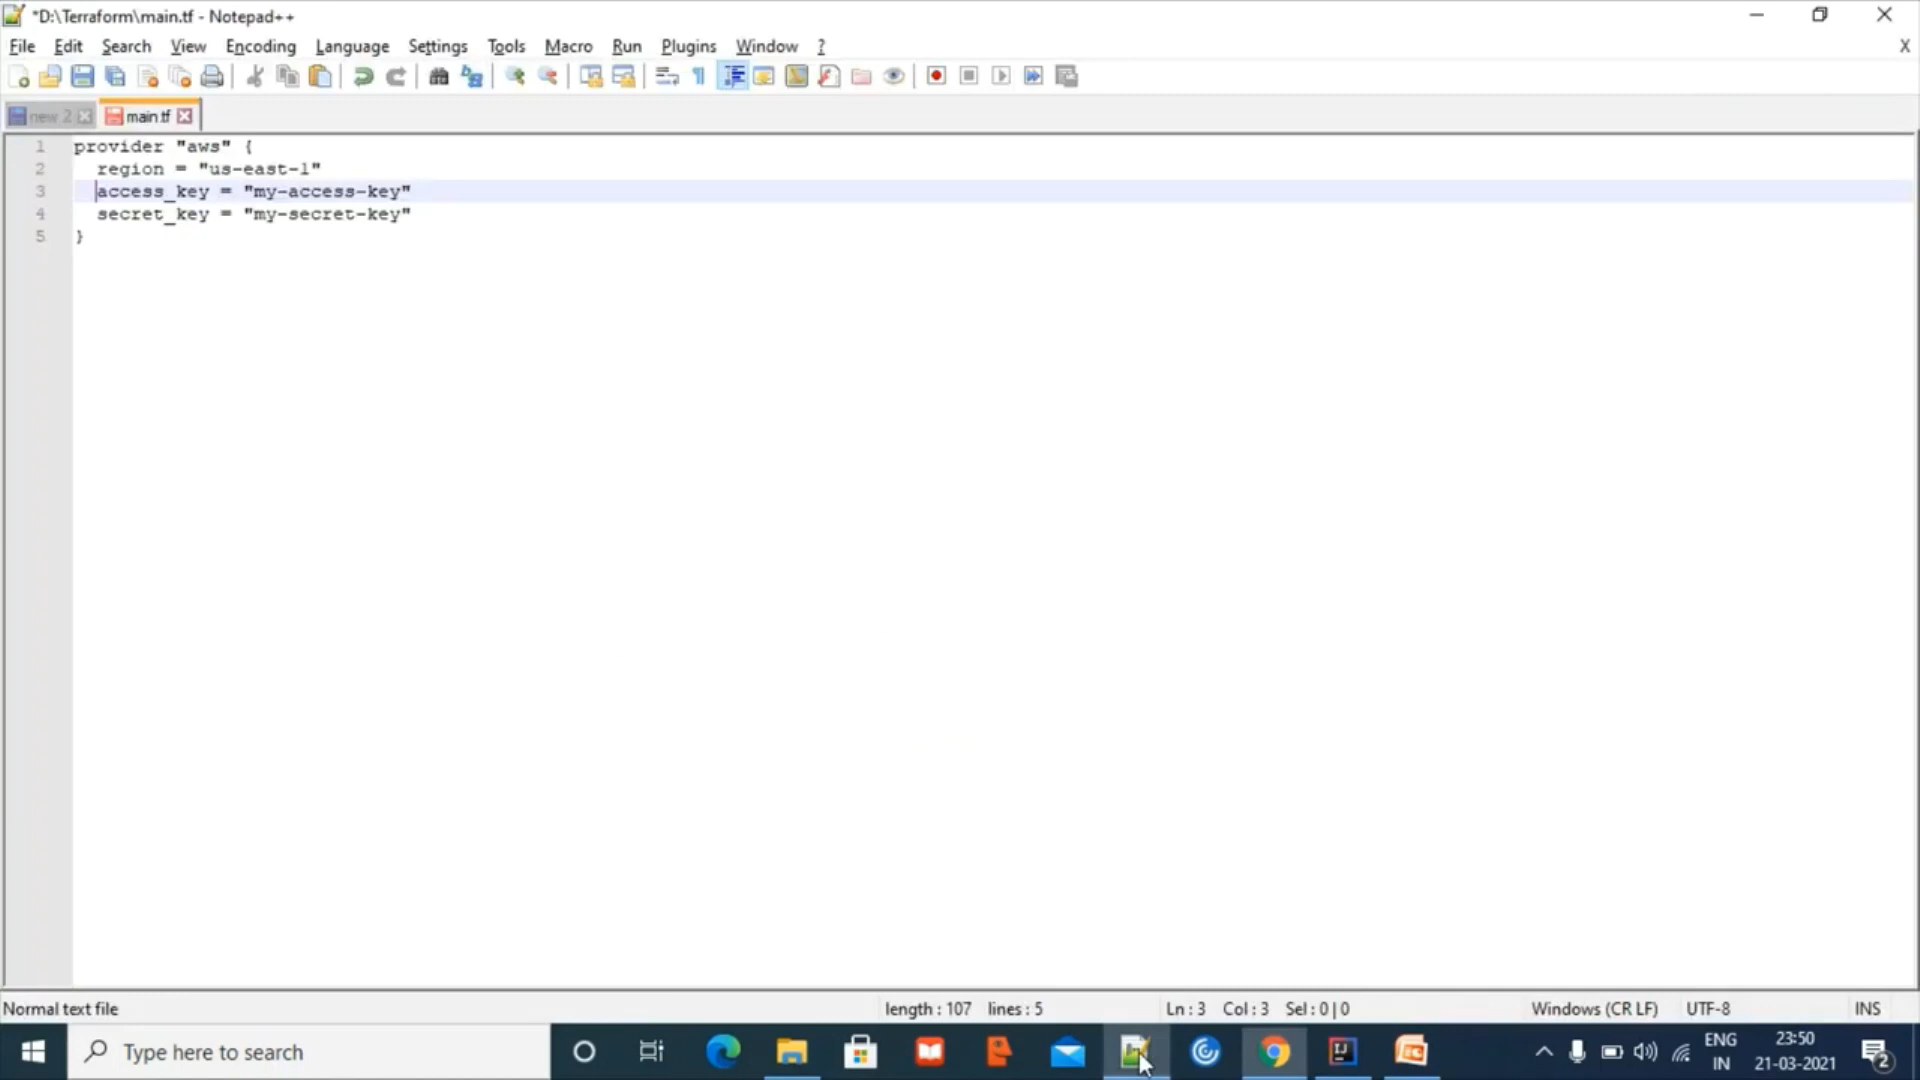 *D:\Terraform\main.tf - Notepad++
File Edit Search View Encoding Language Settings Tools Macro Run Plugins Window ? X
new 2 main.tf
1 provider "aws" {
2 region = "us-east-1"
3 access_key = "my-access-key"
4 secret_key = "my-secret-key"
5 }
Normal text file length : 107 lines : 5 Ln : 3 Col : 3 Sel : 0 | 0 Windows (CR LF) UTF-8 INS
Type here to search ENG 23:50
IN 21-03-2021 2